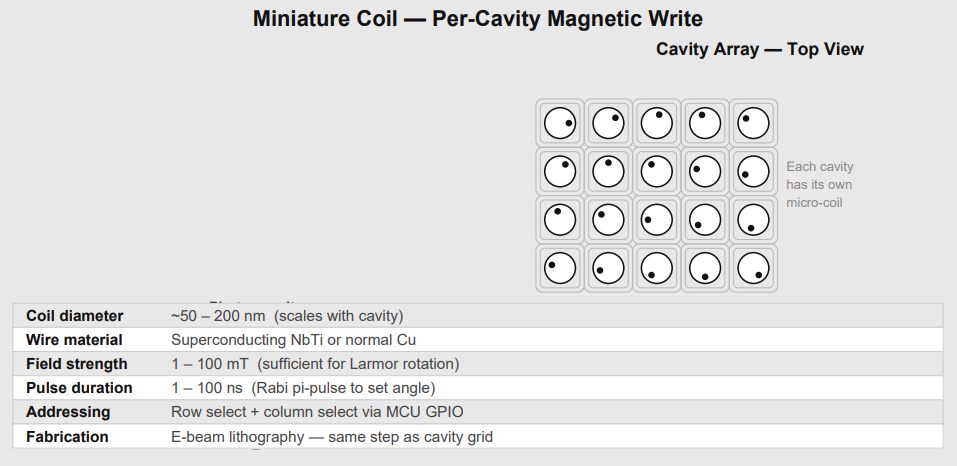 Miniature Coil — Per-Cavity Magnetic Write
Cavity Array — Top View
Each cavity
has its own
micro-coil
Coil diameter ~50 – 200 nm (scales with cavity)
Wire material Superconducting NbTi or normal Cu
Field strength 1 – 100 mT (sufficient for Larmor rotation)
Pulse duration 1 – 100 ns (Rabi pi-pulse to set angle)
Addressing Row select + column select via MCU GPIO
Fabrication E-beam lithography — same step as cavity grid